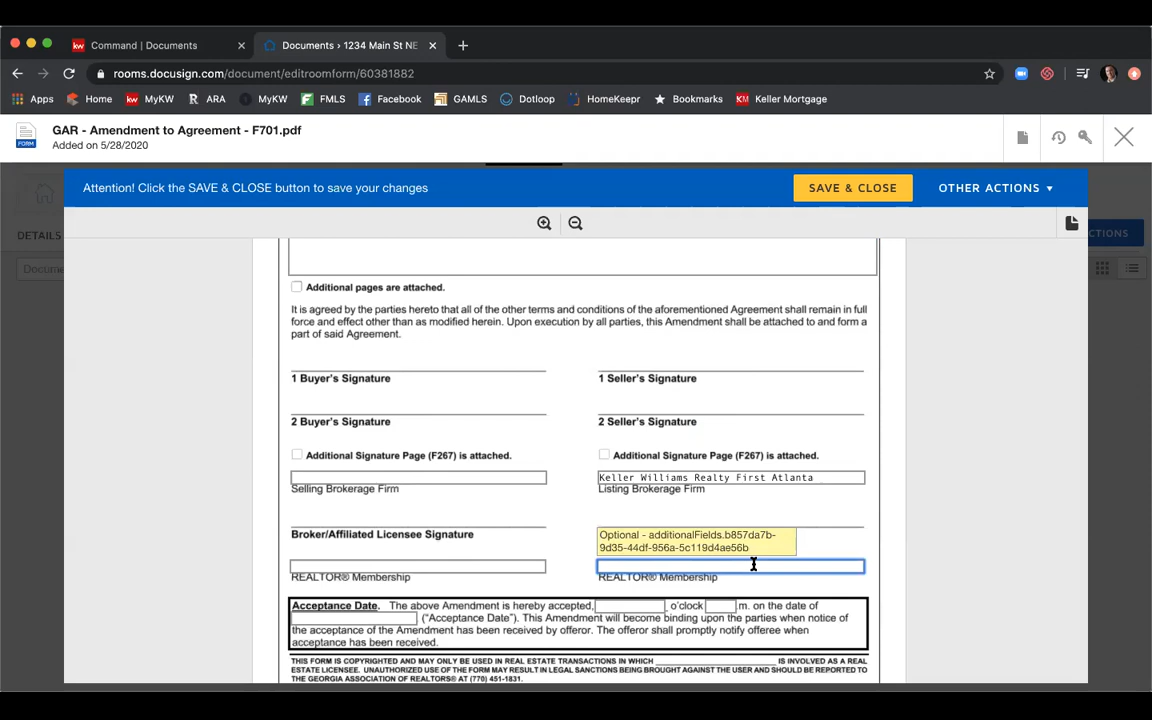 Command | Documents
Documents › 1234 Main St NE
rooms.docusign.com/document/editroomform/60381882
Apps Home MyKW ARA MyKW FMLS Facebook GAMLS Dotloop HomeKeepr Bookmarks Keller Mortgage
GAR - Amendment to Agreement - F701.pdf
FORM
Added on 5/28/2020
Attention! Click the SAVE & CLOSE button to save your changes
SAVE & CLOSE
OTHER ACTIONS
DETAILS
CTIONS
Docume
Additional pages are attached.
It is agreed by the parties hereto that all of the other terms and conditions of the aforementioned Agreement shall remain in full
force and effect other than as modified herein. Upon execution by all parties, this Amendment shall be attached to and form a
part of said Agreement.
1 Buyer's Signature
1 Seller's Signature
2 Buyer's Signature
2 Seller's Signature
Additional Signature Page (F267) is attached.
Additional Signature Page (F267) is attached.
Keller Williams Realty First Atlanta
Selling Brokerage Firm
Listing Brokerage Firm
Broker/Affiliated Licensee Signature
Optional - additionalFields.b857da7b-
9d35-44df-956a-5c119d4ae56b
REALTOR® Membership
REALTOR® Membership
Acceptance Date. The above Amendment is hereby accepted, o'clock .m. on the date of
("Acceptance Date"). This Amendment will become binding upon the parties when notice of
the acceptance of the Amendment has been received by offeror. The offeror shall promptly notify offeree when
acceptance has been received.
THIS FORM IS COPYRIGHTED AND MAY ONLY BE USED IN REAL ESTATE TRANSACTIONS IN WHICH IS INVOLVED AS A REAL
ESTATE LICENSEE. UNAUTHORIZED USE OF THE FORM MAY RESULT IN LEGAL SANCTIONS BEING BROUGHT AGAINST THE USER AND SHOULD BE REPORTED TO
THE GEORGIA ASSOCIATION OF REALTORS® AT (770) 451-1831.